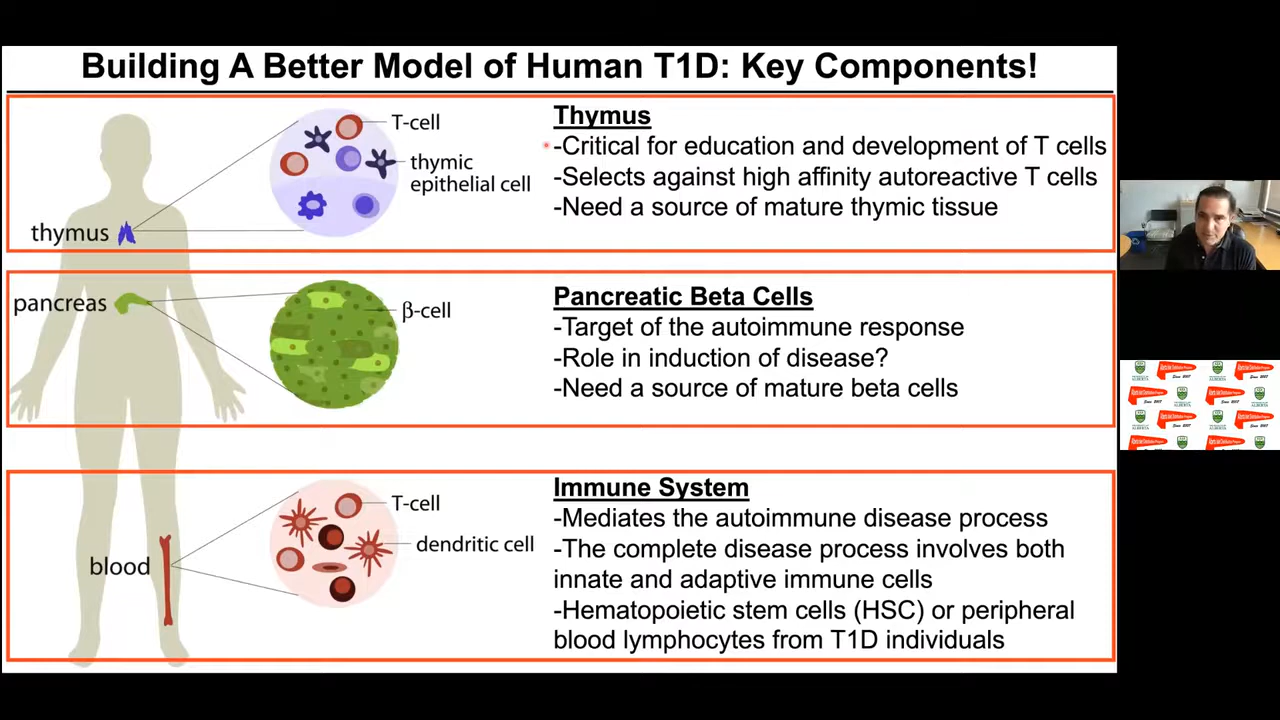 Building A Better Model of Human T1D: Key Components!
T-cell
thymic
epithelial cell
thymus
Thymus
-Critical for education and development of T cells
-Selects against high affinity autoreactive T cells
-Need a source of mature thymic tissue
pancreas
β-cell
Pancreatic Beta Cells
-Target of the autoimmune response
-Role in induction of disease?
-Need a source of mature beta cells
T-cell
dendritic cell
blood
Immune System
-Mediates the autoimmune disease process
-The complete disease process involves both
innate and adaptive immune cells
-Hematopoietic stem cells (HSC) or peripheral
blood lymphocytes from T1D individuals